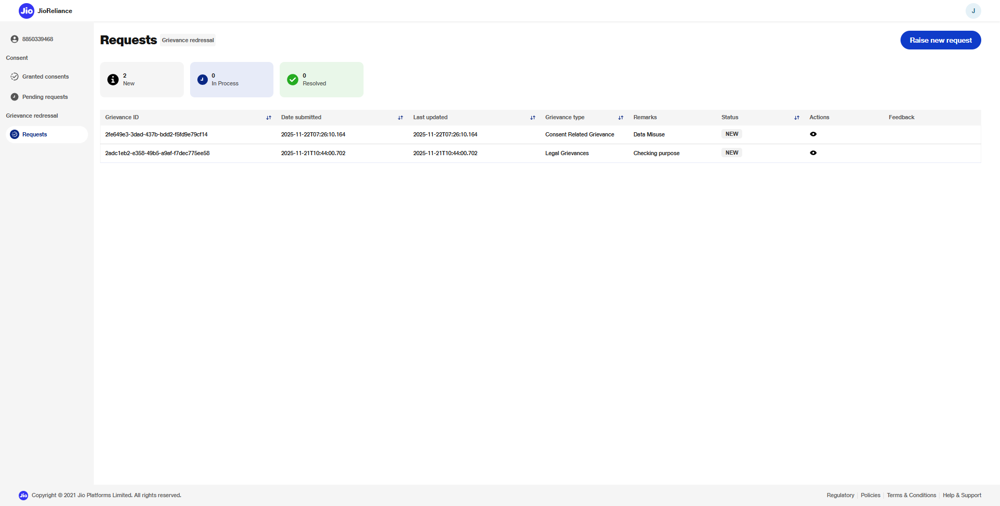 Jio JioReliance J
8850339468
Consent
Granted consents
Pending requests
Grievance redressal
Requests
Requests Grievance redressal Raise new request
2
New
0
In Process
0
Resolved
Grievance ID Date submitted Last updated Grievance type Remarks Status Actions Feedback
2fe649e3-3dad-437b-bdd2-f5fd9e79cf14 2025-11-22T07:26:10.164 2025-11-22T07:26:10.164 Consent Related Grievance Data Misuse NEW
2adc1eb2-e358-49b5-a9af-f7dec775ee58 2025-11-21T10:44:00.702 2025-11-21T10:44:00.702 Legal Grievances Checking purpose NEW
Jio Copyright © 2021 Jio Platforms Limited. All rights reserved. Regulatory Policies Terms & Conditions Help & Support